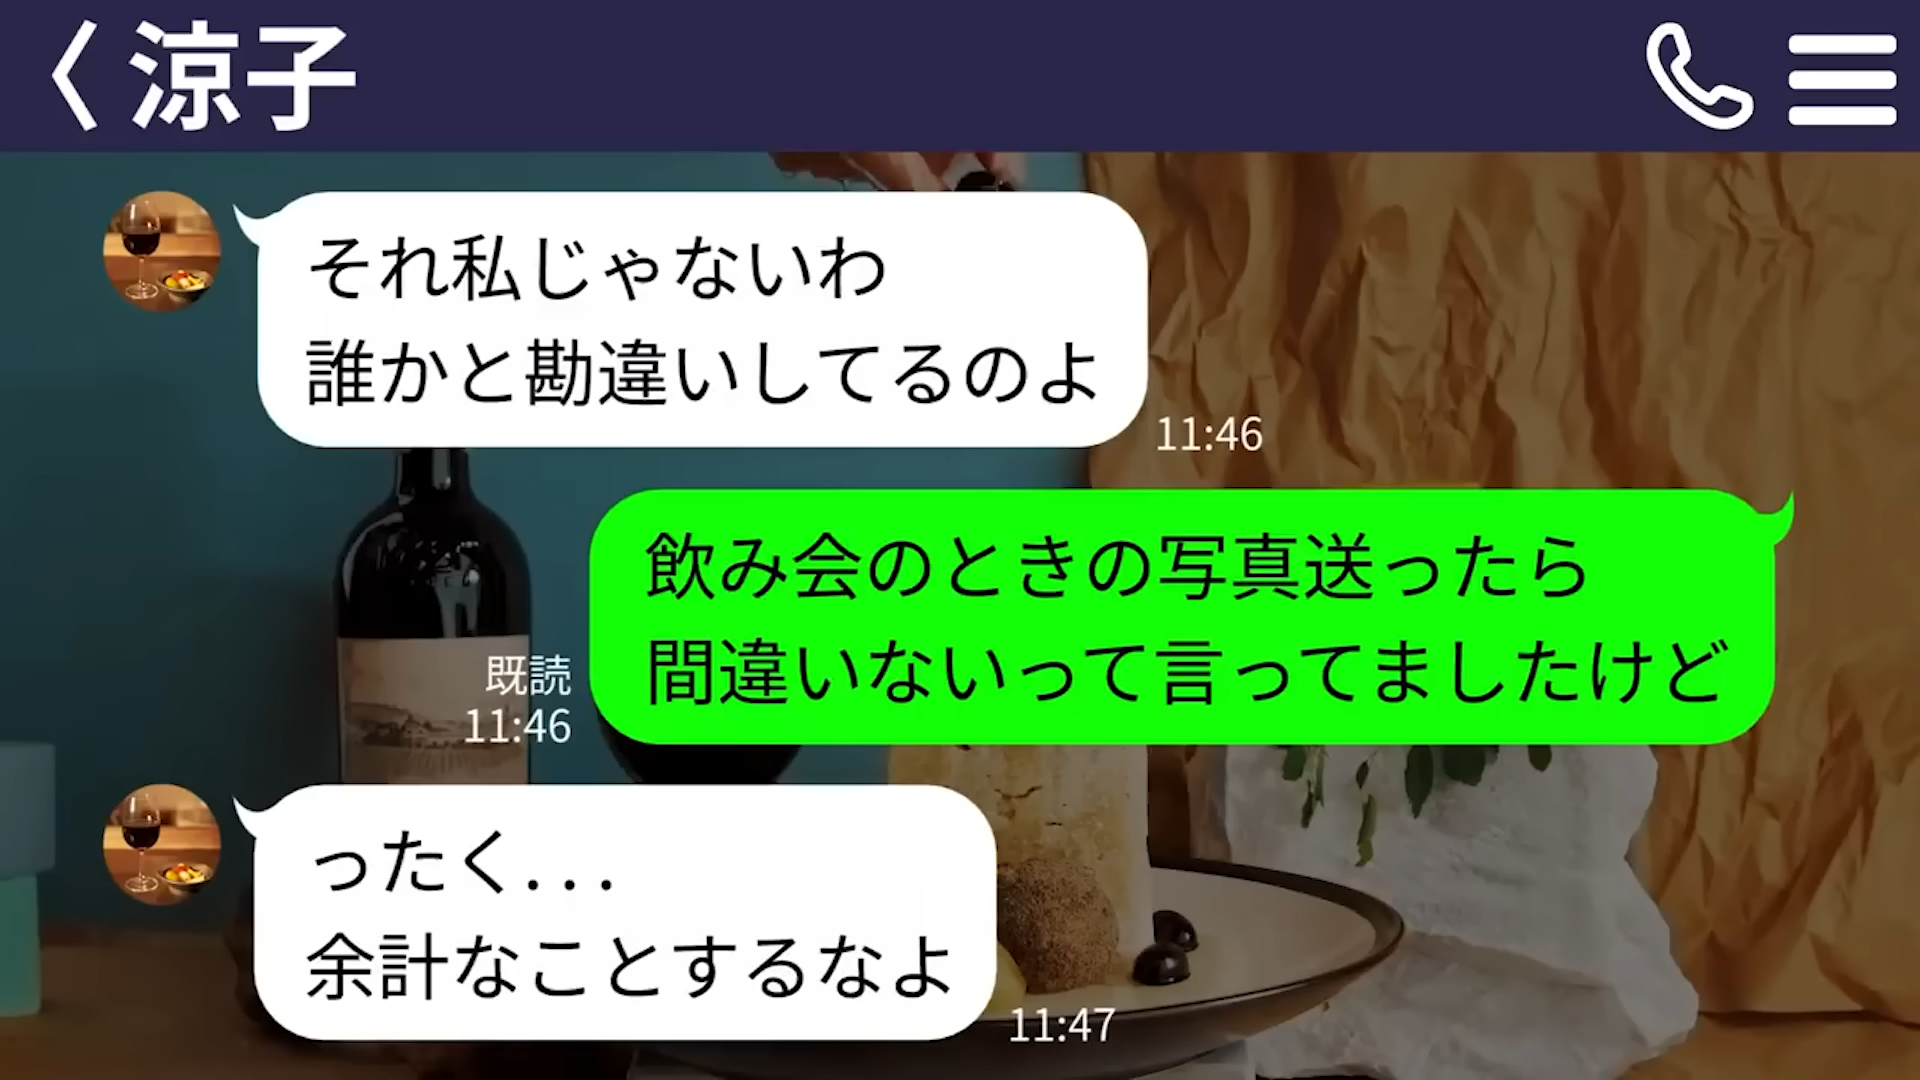 涼子
それ私じゃないわ
誰かと勘違いしてるのよ
11:46
飲み会のときの写真送ったら
間違いないって言ってましたけど
既読
11:46
ったく...
余計なことするなよ
11:47